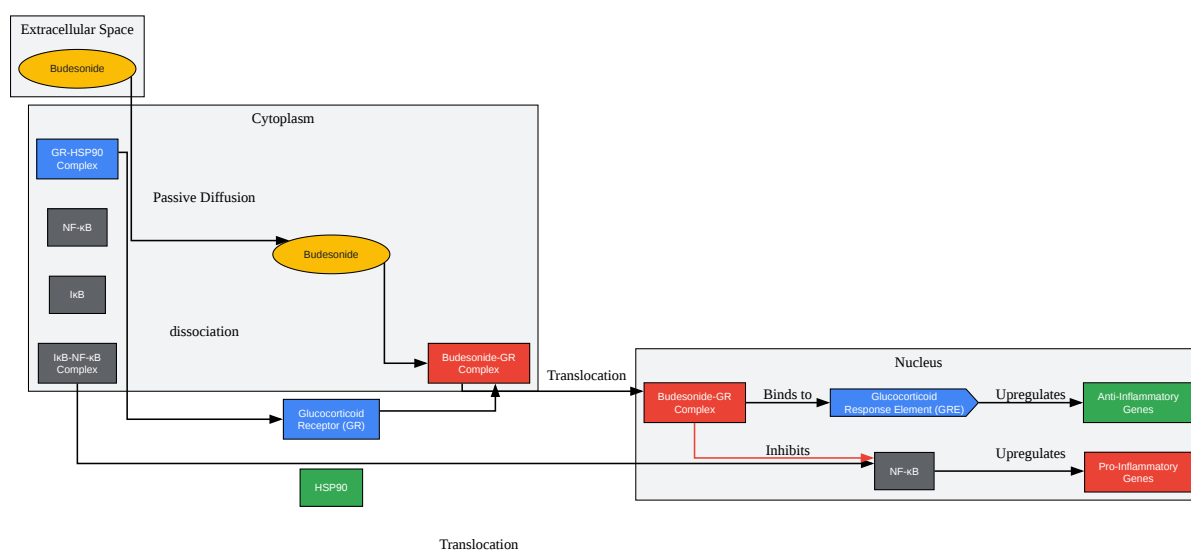 Extracellular Space
Budesonide
Cytoplasm
GR-HSP90
Complex
Passive Diffusion
NF-κB
Budesonide
IκB
dissociation
IκB-NF-κB
Complex
Budesonide-GR
Complex
Translocation
Glucocorticoid
Receptor (GR)
HSP90
Translocation
Nucleus
Budesonide-GR
Complex
Binds to
Glucocorticoid
Response Element (GRE)
Upregulates
Anti-Inflammatory
Genes
Inhibits
NF-κB
Upregulates
Pro-Inflammatory
Genes